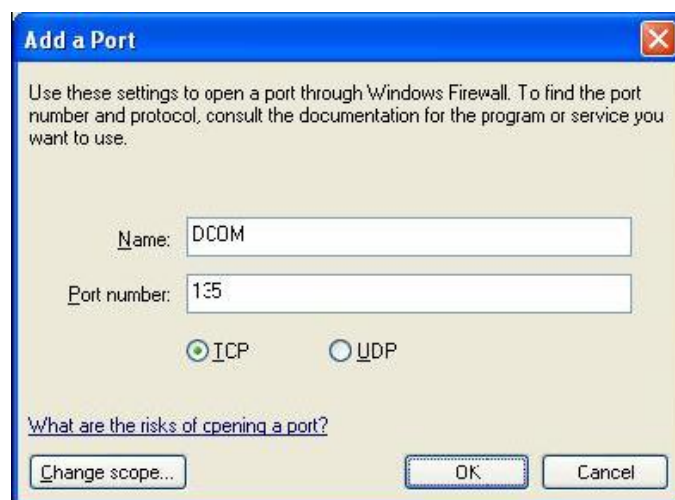 Add a Port
Use these settings to open a port through Windows Firewall. To find the port
number and protocol, consult the documentation for the program or service you
want to use.
Name: DCOM
Port number: 135
TCP UDP
What are the risks of opening a port?
Change scope... OK Cancel